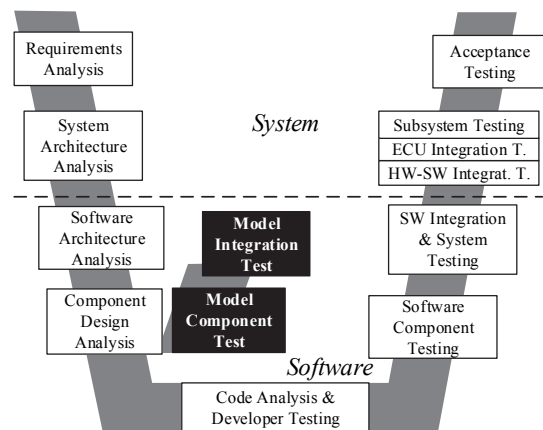 Requirements
Analysis
Acceptance
Testing
System
Architecture
Analysis
System
Subsystem Testing
ECU Integration T.
HW-SW Integrat. T.
Software
Architecture
Analysis
Model
Integration
Test
SW Integration
& System
Testing
Component
Design
Analysis
Model
Component
Test
Software
Component
Testing
Software
Code Analysis &
Developer Testing